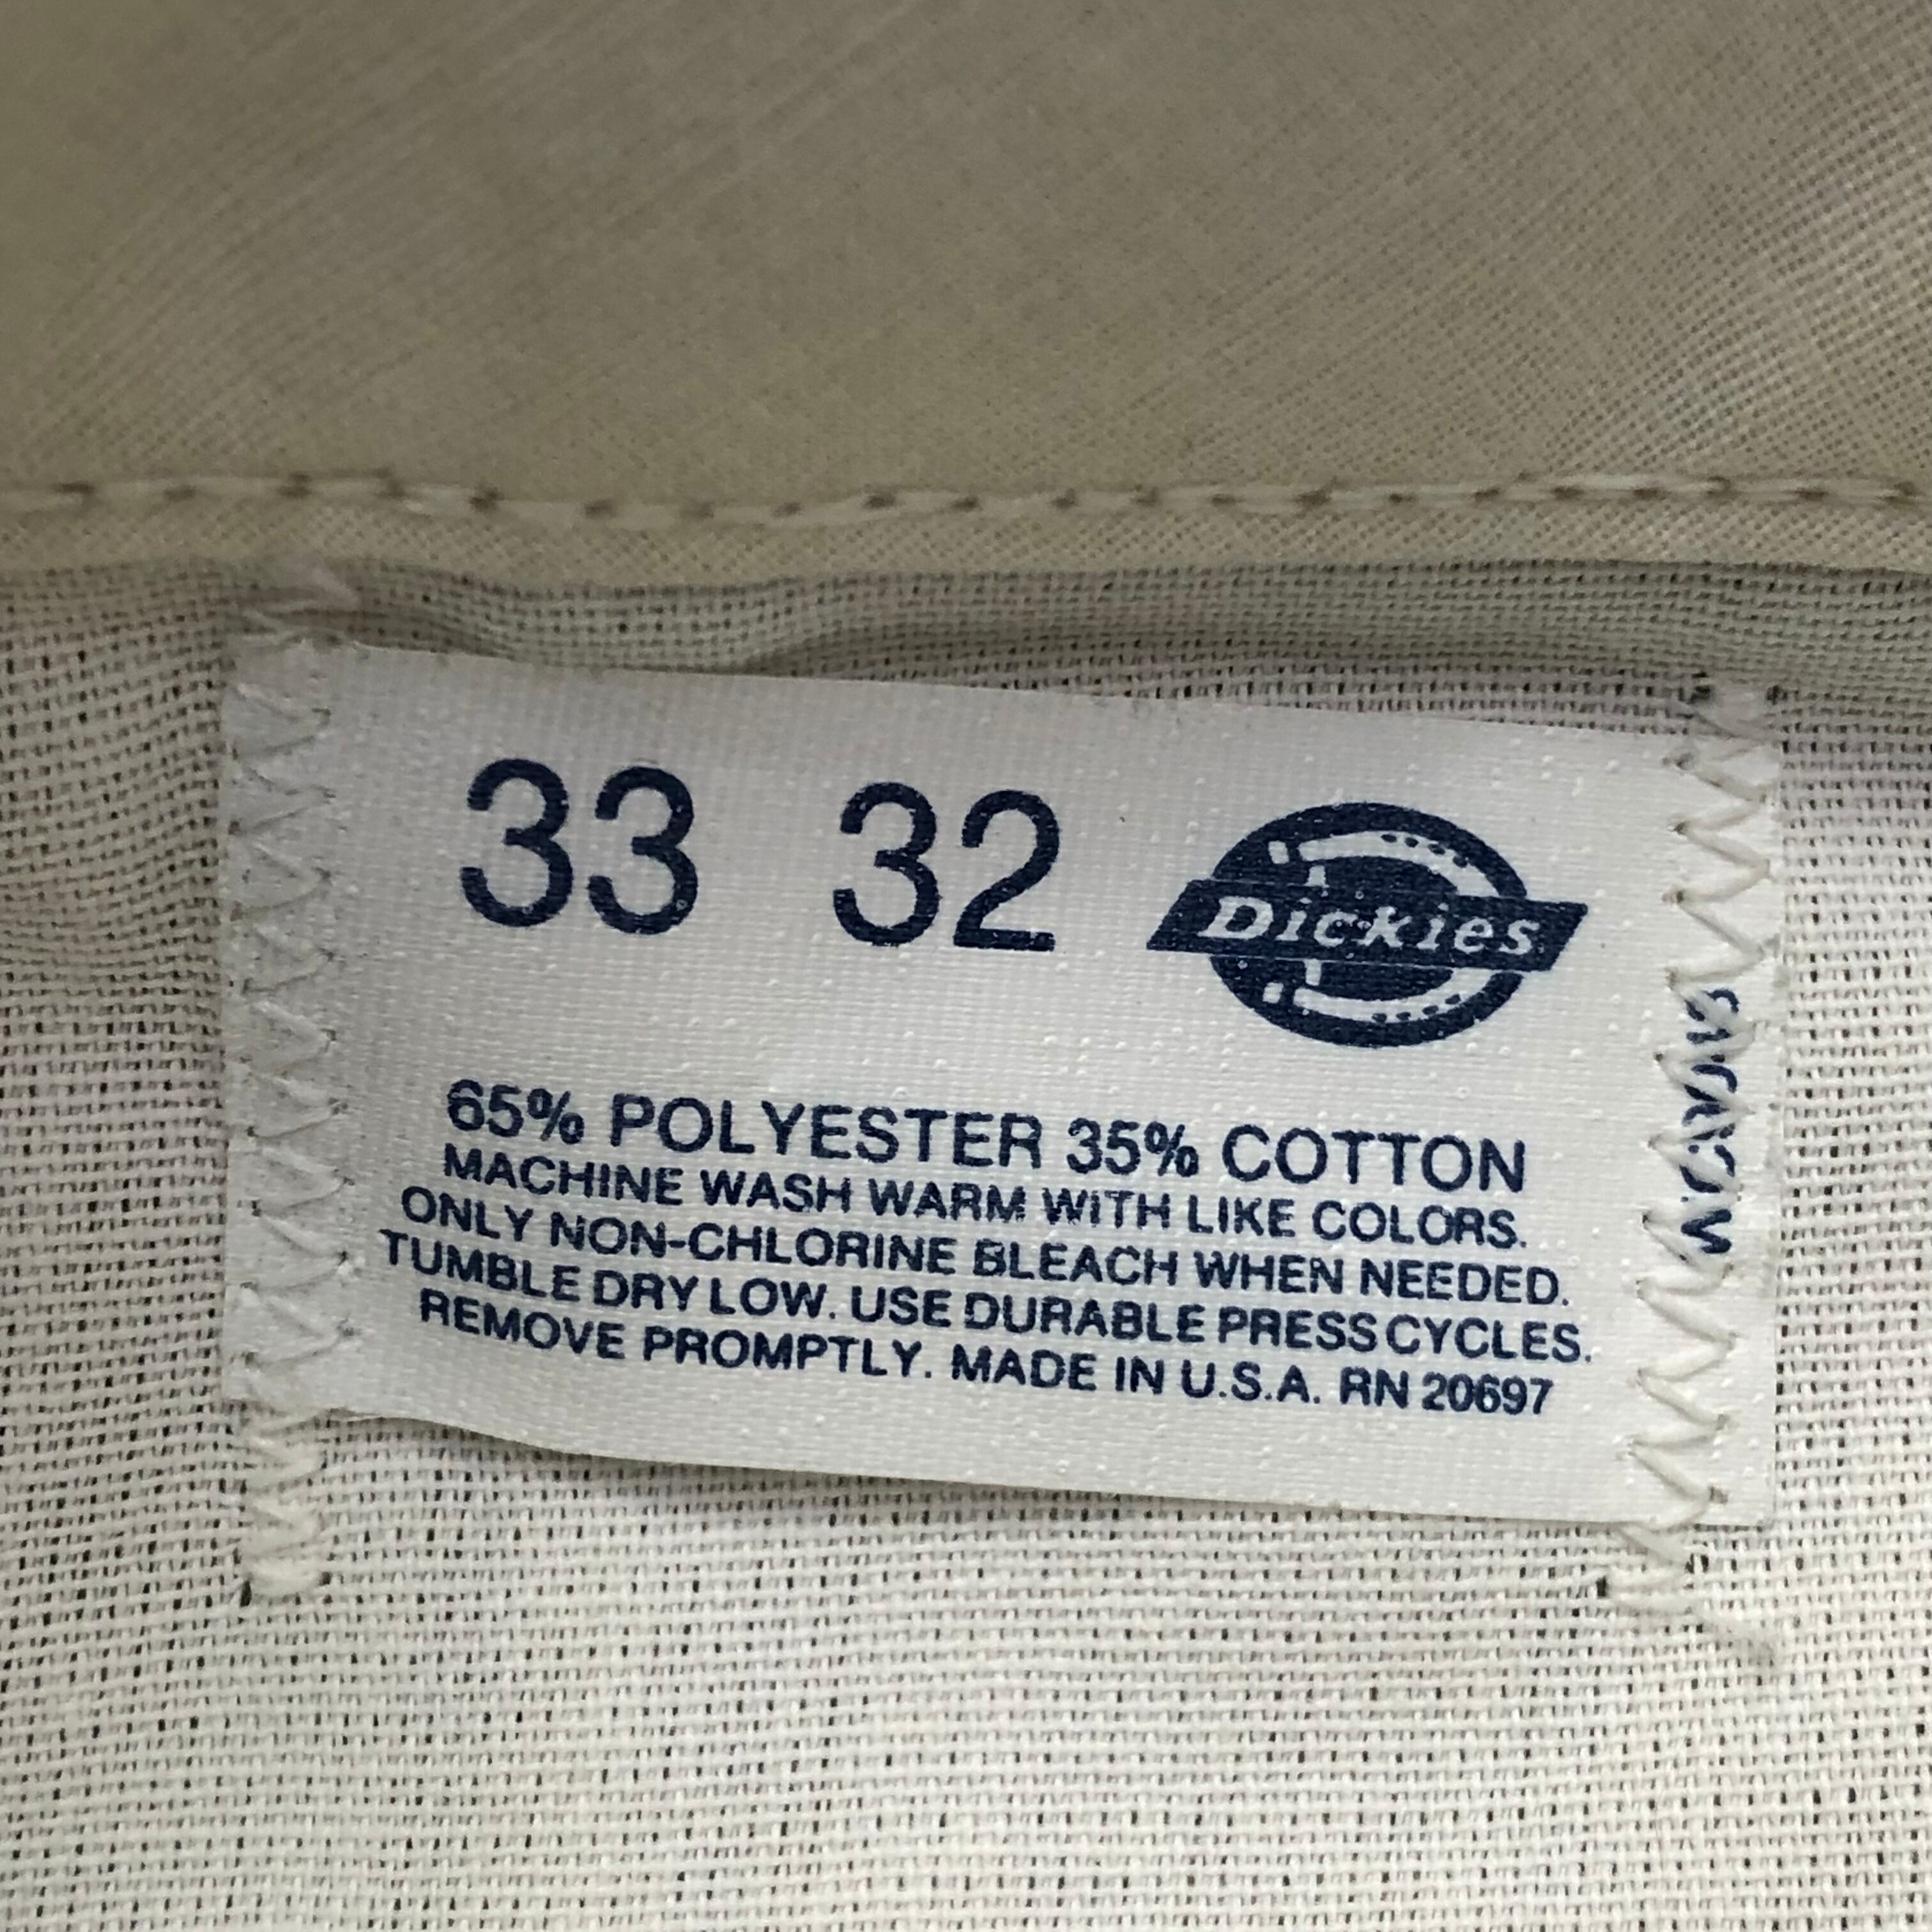 33 32 Dickies
65% POLYESTER 35% COTTON
MACHINE WASH WARM WITH LIKE COLORS.
ONLY NON-CHLORINE BLEACH WHEN NEEDED.
TUMBLE DRY LOW. USE DURABLE PRESS CYCLES.
REMOVE PROMPTLY. MADE IN U.S.A. RN 20697